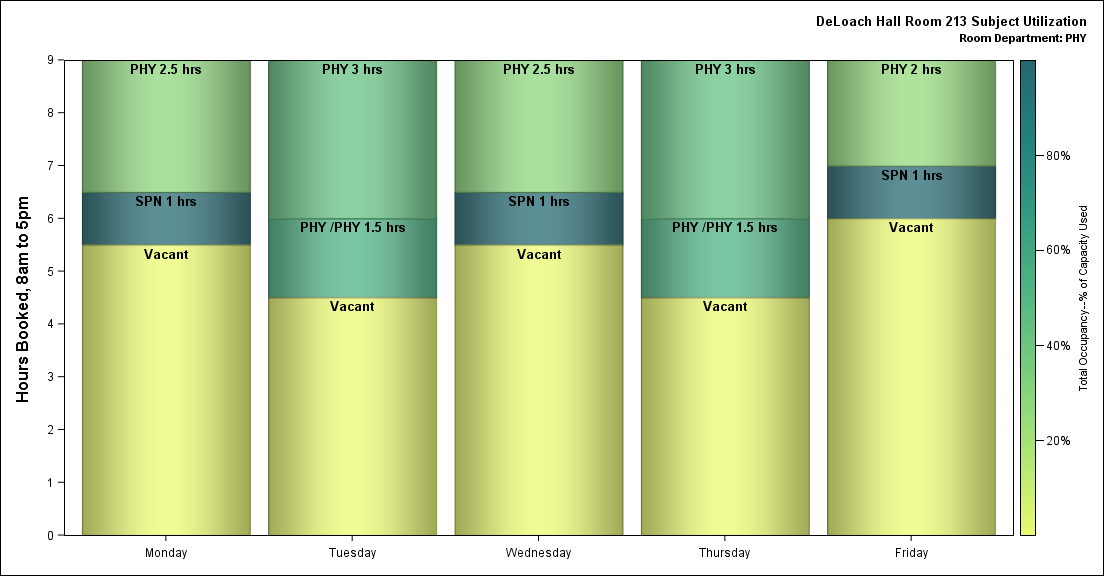 DeLoach Hall Room 213 Subject Utilization
Room Department: PHY
Hours Booked, 8am to 5pm
9
8
7
6
5
4
3
2
1
0
PHY 2.5 hrs
SPN 1 hrs
Vacant
PHY 3 hrs
PHY /PHY 1.5 hrs
Vacant
PHY 2.5 hrs
SPN 1 hrs
Vacant
PHY 3 hrs
PHY /PHY 1.5 hrs
Vacant
PHY 2 hrs
SPN 1 hrs
Vacant
Monday
Tuesday
Wednesday
Thursday
Friday
80%
60%
40%
20%
Total Occupancy--% of Capacity Used